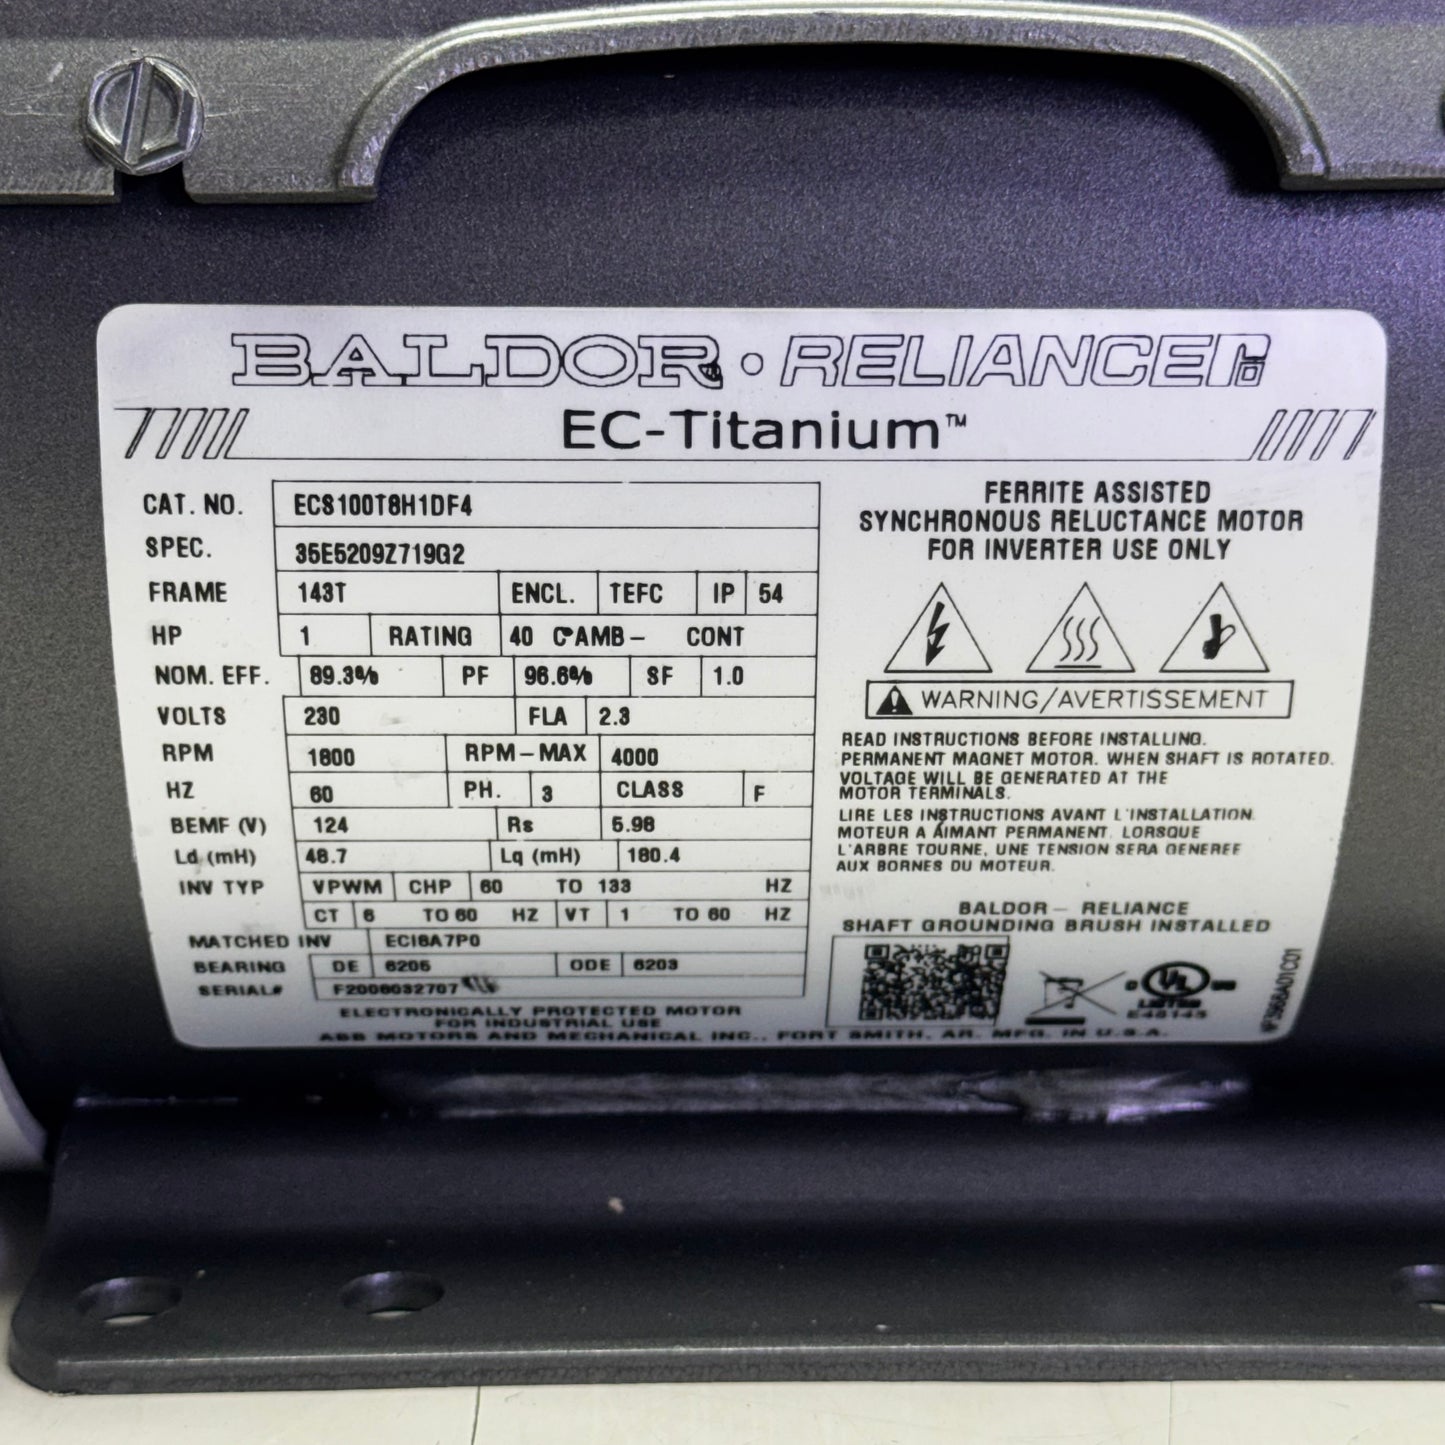 BALDOR • RELIANCE
EC-Titanium™
CAT. NO. ECS100T8H1DF4
SPEC. 35E5209Z719G2
FRAME 143T ENCL. TEFC IP 54
HP 1 RATING 40 C AMB- CONT
NOM. EFF. 89.3% PF 96.6% SF 1.0
VOLTS 230 FLA 2.3
RPM 1800 RPM-MAX 4000
HZ 60 PH. 3 CLASS F
BEMF (V) 124 Rs 5.98
Ld (mH) 48.7 Lq (mH) 180.4
INV TYP VPWM CHP 60 TO 133 HZ
CT 6 TO 60 HZ VT 1 TO 60 HZ
MATCHED INV ECI8A7P0
BEARING DE 6205 ODE 6203
SERIAL# F2006032707
ELECTRONICALLY PROTECTED MOTOR
FOR INDUSTRIAL USE
ABB MOTORS AND MECHANICAL INC., FORT SMITH, AR. MFG. IN U.S.A.
FERRITE ASSISTED
SYNCHRONOUS RELUCTANCE MOTOR
FOR INVERTER USE ONLY
WARNING/AVERTISSEMENT
READ INSTRUCTIONS BEFORE INSTALLING.
PERMANENT MAGNET MOTOR. WHEN SHAFT IS ROTATED.
VOLTAGE WILL BE GENERATED AT THE
MOTOR TERMINALS.
LIRE LES INSTRUCTIONS AVANT L'INSTALLATION.
MOTEUR A AIMANT PERMANENT. LORSQUE
L'ARBRE TOURNE, UNE TENSION SERA GENEREE
AUX BORNES DU MOTEUR.
BALDOR - RELIANCE
SHAFT GROUNDING BRUSH INSTALLED
C UL US
LISTED
E46145